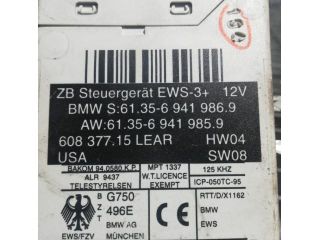 ZB Steuergerät EWS-3+ 12V
BMW S:61.35-6 941 986.9
AW:61.35-6 941 985.9
608 377.15 LEAR HW04
USA SW08
BAKOM 94.0580.K.P
ALR 9437
TELESTYRELSEN
MPT 1337
W.T.LICENCE
EXEMPT
125 KHZ
ICP-050TC-95
EWS/FZV
B
Z
T
G750
496E
BMW AG
MÜNCHEN
RTT/D/X1162
BMW
EWS